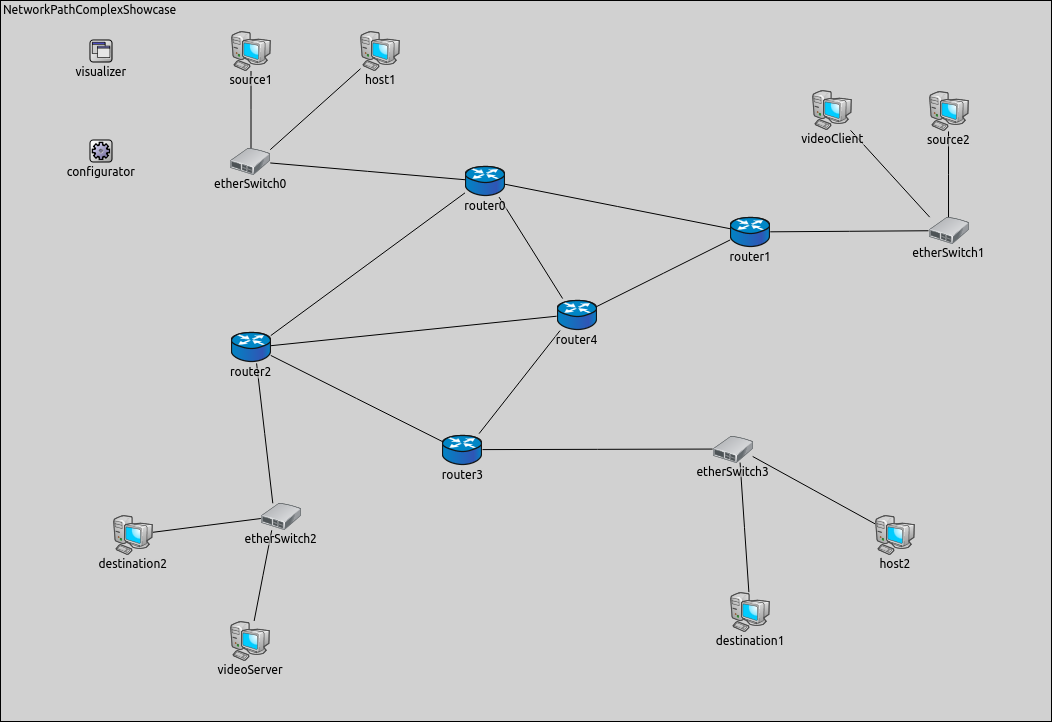 NetworkPathComplexShowcase
visualizer
source1
host1
videoClient
source2
configurator
etherSwitch0
router0
router1
etherSwitch1
router4
router2
router3
etherSwitch3
etherSwitch2
destination2
host2
destination1
videoServer